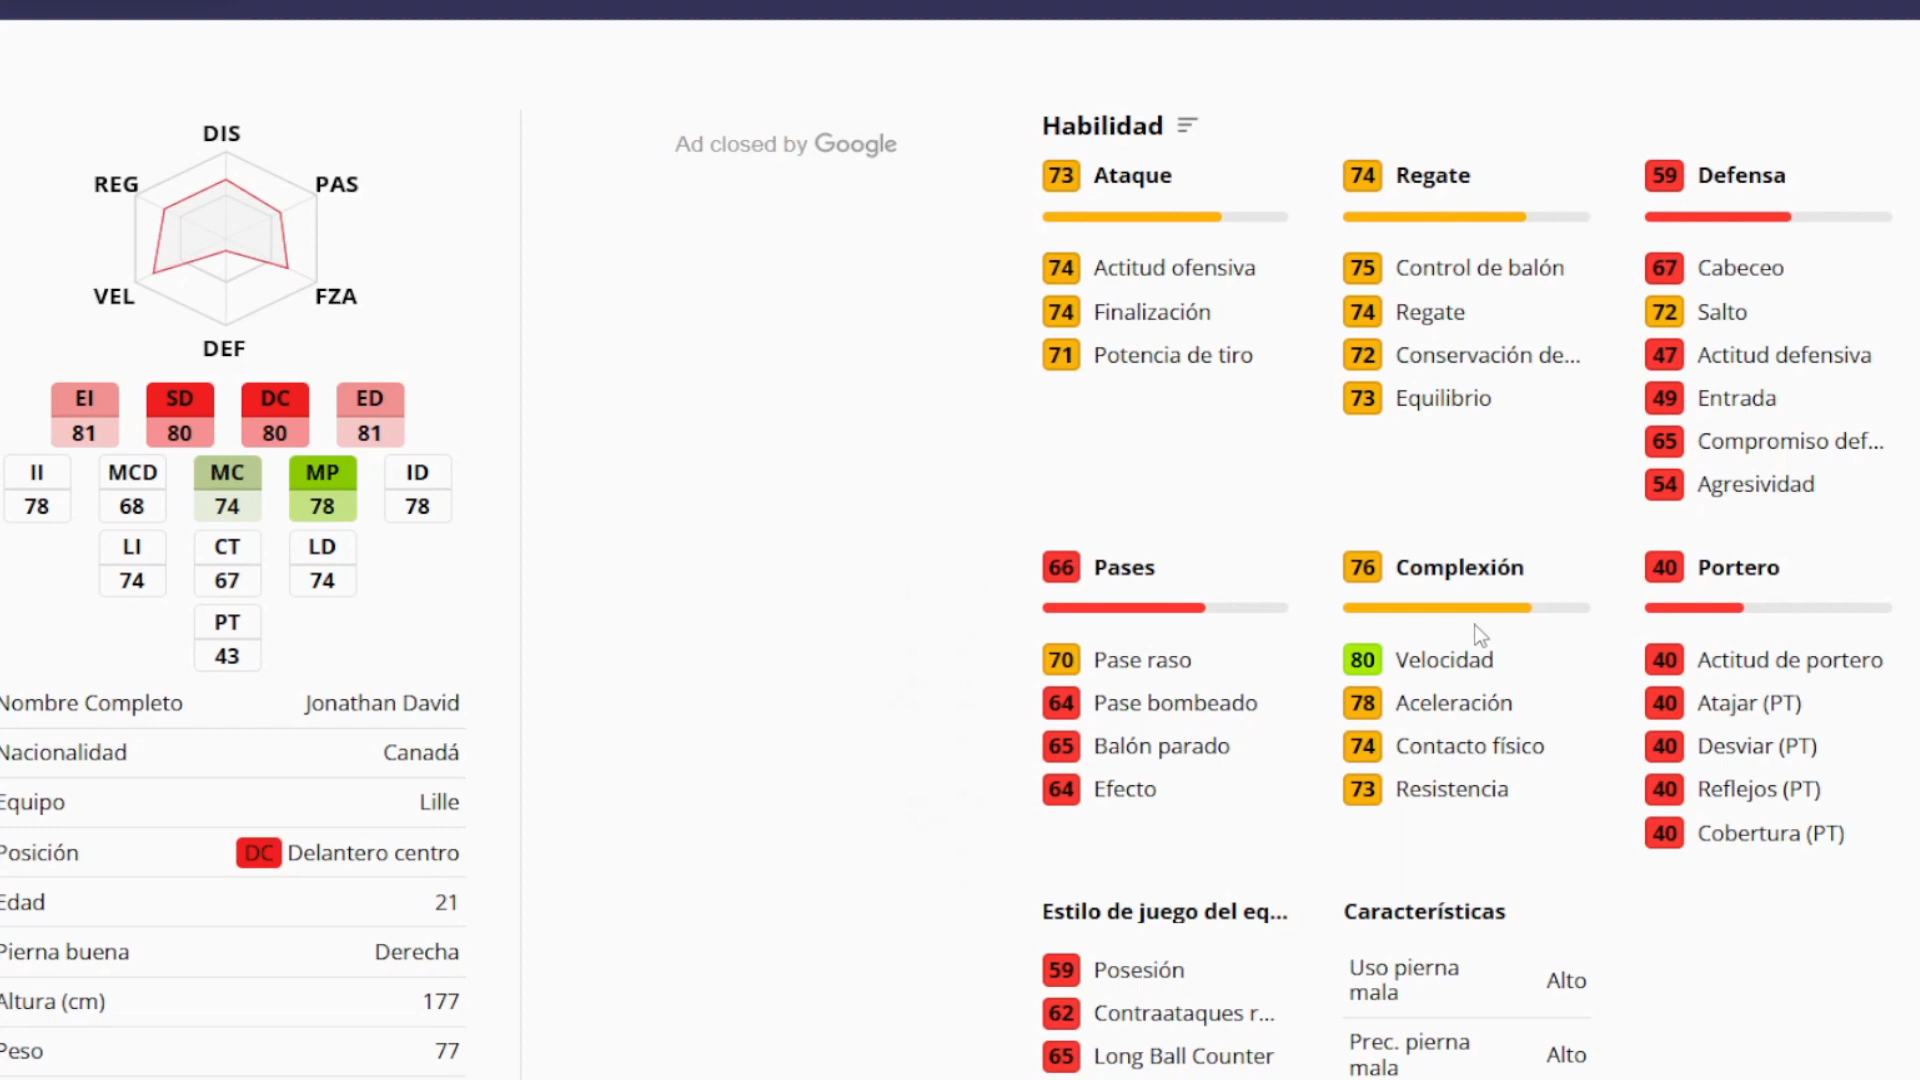 DIS
REG
PAS
VEL
FZA
DEF
EI
81
SD
80
DC
80
ED
81
II
78
MCD
68
MC
74
MP
78
ID
78
LI
74
CT
67
LD
74
PT
43
Nombre Completo Jonathan David
Nacionalidad Canadá
Equipo Lille
Posición DC Delantero centro
Edad 21
Pierna buena Derecha
Altura (cm) 177
Peso 77
Ad closed by Google
Habilidad
73 Ataque
74 Actitud ofensiva
74 Finalización
71 Potencia de tiro
74 Regate
75 Control de balón
74 Regate
72 Conservación de...
73 Equilibrio
59 Defensa
67 Cabeceo
72 Salto
47 Actitud defensiva
49 Entrada
65 Compromiso def...
54 Agresividad
66 Pases
70 Pase raso
64 Pase bombeado
65 Balón parado
64 Efecto
76 Complexión
80 Velocidad
78 Aceleración
74 Contacto físico
73 Resistencia
40 Portero
40 Actitud de portero
40 Atajar (PT)
40 Desviar (PT)
40 Reflejos (PT)
40 Cobertura (PT)
Estilo de juego del eq...
59 Posesión
62 Contraataques r...
65 Long Ball Counter
Características
Uso pierna
mala
Alto
Prec. pierna
mala
Alto